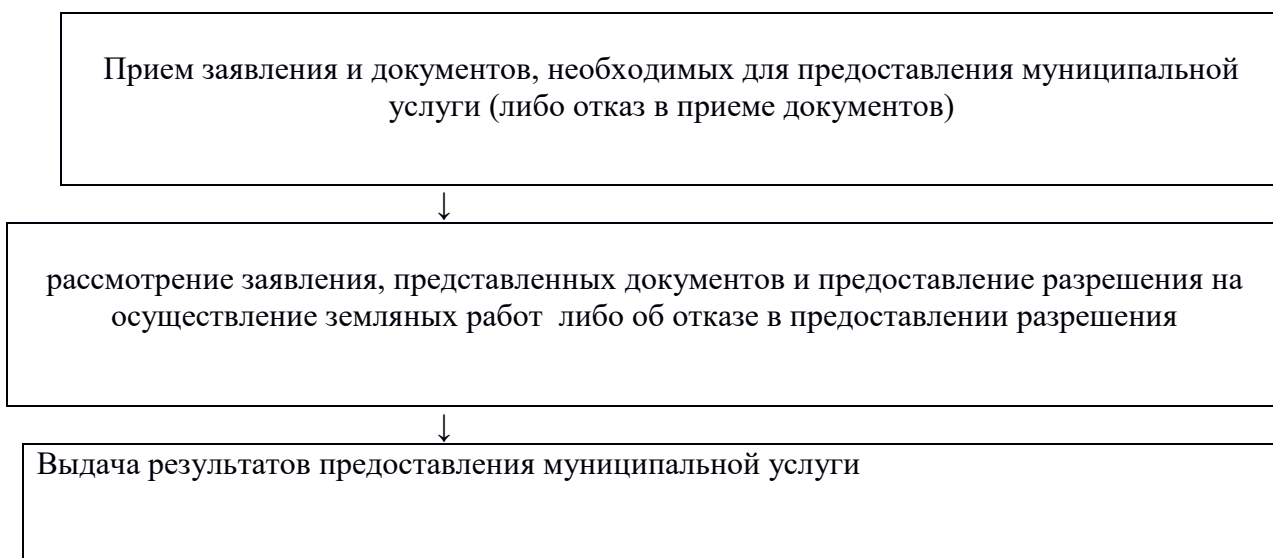 Прием заявления и документов, необходимых для предоставления муниципальной
услуги (либо отказ в приеме документов)
↓
рассмотрение заявления, представленных документов и предоставление разрешения на
осуществление земляных работ  либо об отказе в предоставлении разрешения
↓
Выдача результатов предоставления муниципальной услуги